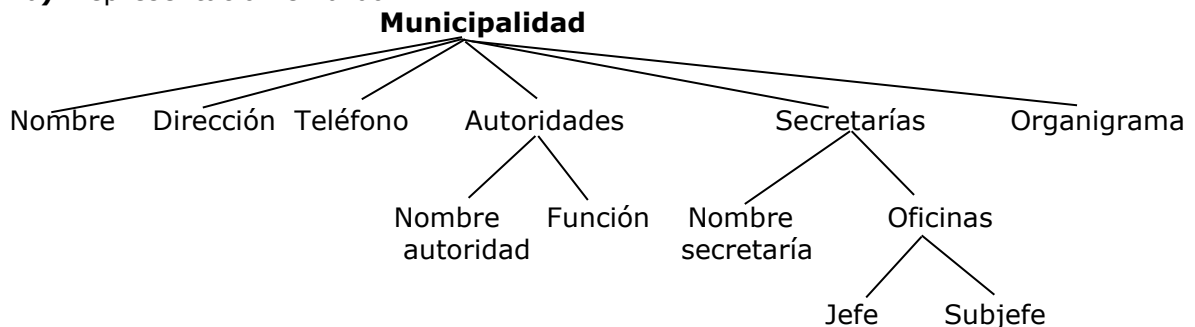 Municipalidad
Nombre Dirección Teléfono Autoridades Secretarías Organigrama
Nombre autoridad Función Nombre secretaría Oficinas
Jefe Subjefe